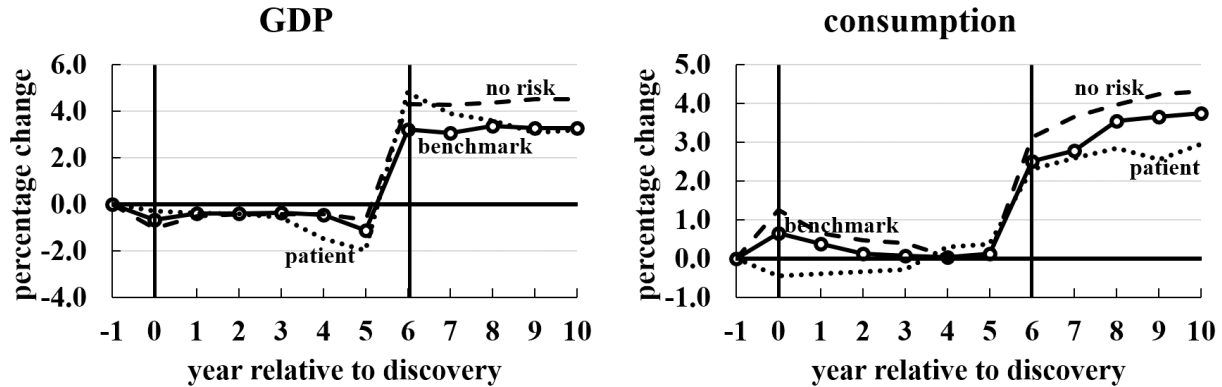 GDP
percentage change
6.0
4.0
2.0
0.0
-2.0
-4.0
no risk
benchmark
patient
-1 0 1 2 3 4 5 6 7 8 9 10
year relative to discovery
consumption
percentage change
5.0
4.0
3.0
2.0
1.0
0.0
-1.0
no risk
patient
benchmark
-1 0 1 2 3 4 5 6 7 8 9 10
year relative to discovery